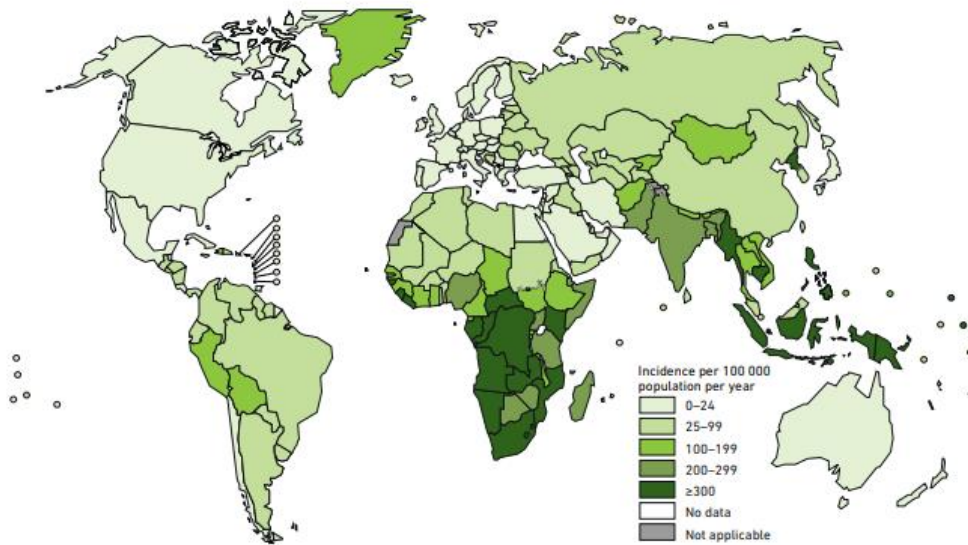 Incidence per 100 000
population per year
0–24
25–99
100–199
200–299
≥300
No data
Not applicable